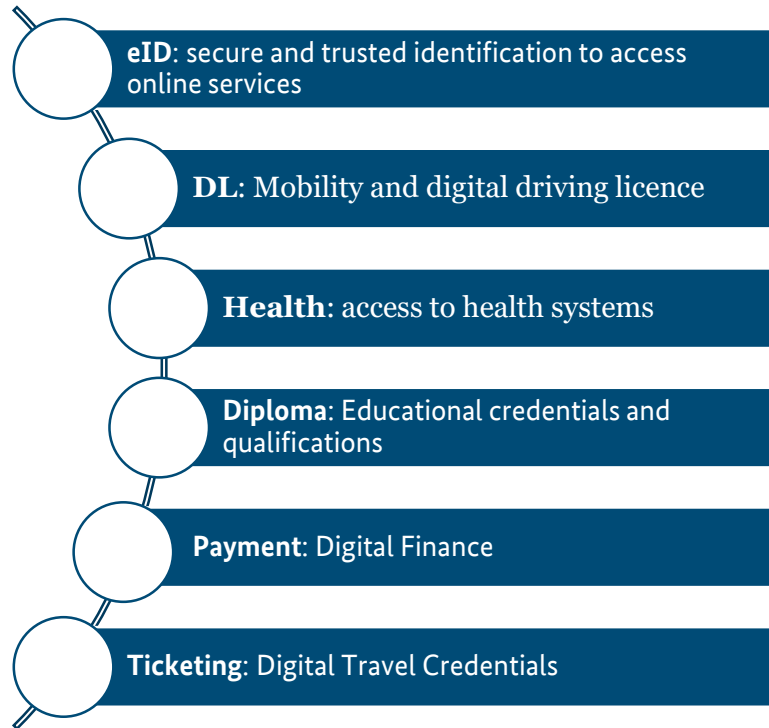 eID: secure and trusted identification to access
online services
DL: Mobility and digital driving licence
Health: access to health systems
Diploma: Educational credentials and
qualifications
Payment: Digital Finance
Ticketing: Digital Travel Credentials